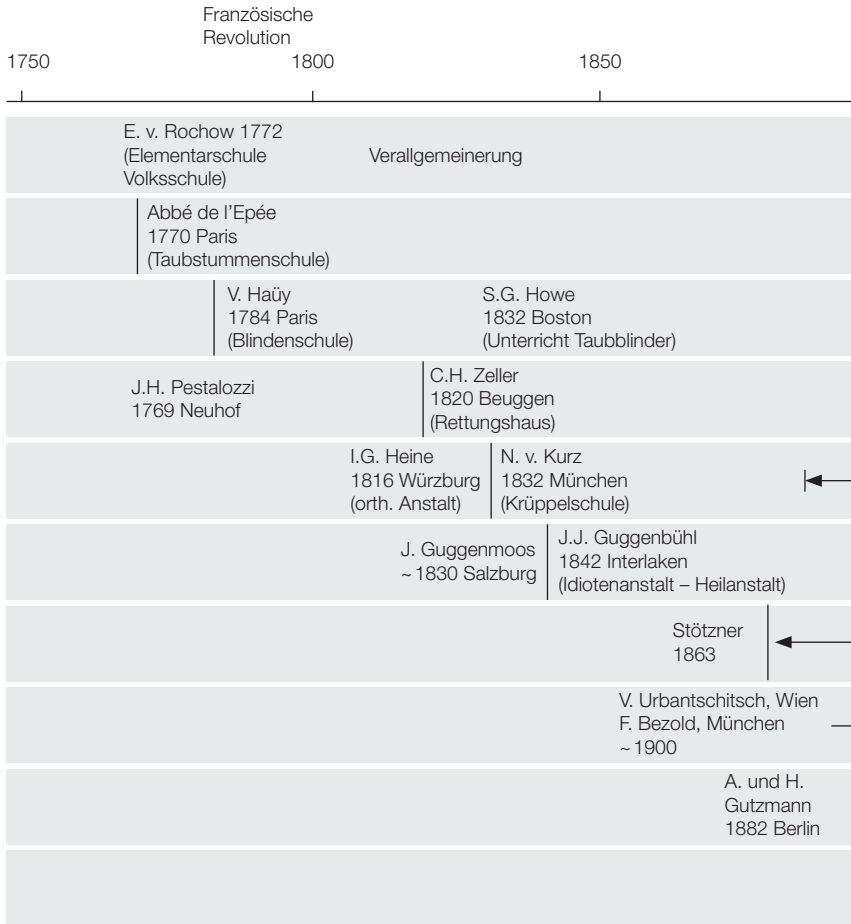 Französische
Revolution
1750
1800
1850
E. v. Rochow 1772
(Elementarschule
Volksschule)
Verallgemeinerung
Abbé de l'Epée
1770 Paris
(Taubstummenschule)
V. Haüy
1784 Paris
(Blindenschule)
S.G. Howe
1832 Boston
(Unterricht Taubblinder)
J.H. Pestalozzi
1769 Neuhof
C.H. Zeller
1820 Beuggen
(Rettungshaus)
I.G. Heine
1816 Würzburg
(orth. Anstalt)
N. v. Kurz
1832 München
(Krüppelschule)
J. Guggenmoos
~ 1830 Salzburg
J.J. Guggenbühl
1842 Interlaken
(Idiotenanstalt – Heilanstalt)
Stötzner
1863
V. Urbantschitsch, Wien
F. Bezold, München
~ 1900
A. und H.
Gutzmann
1882 Berlin